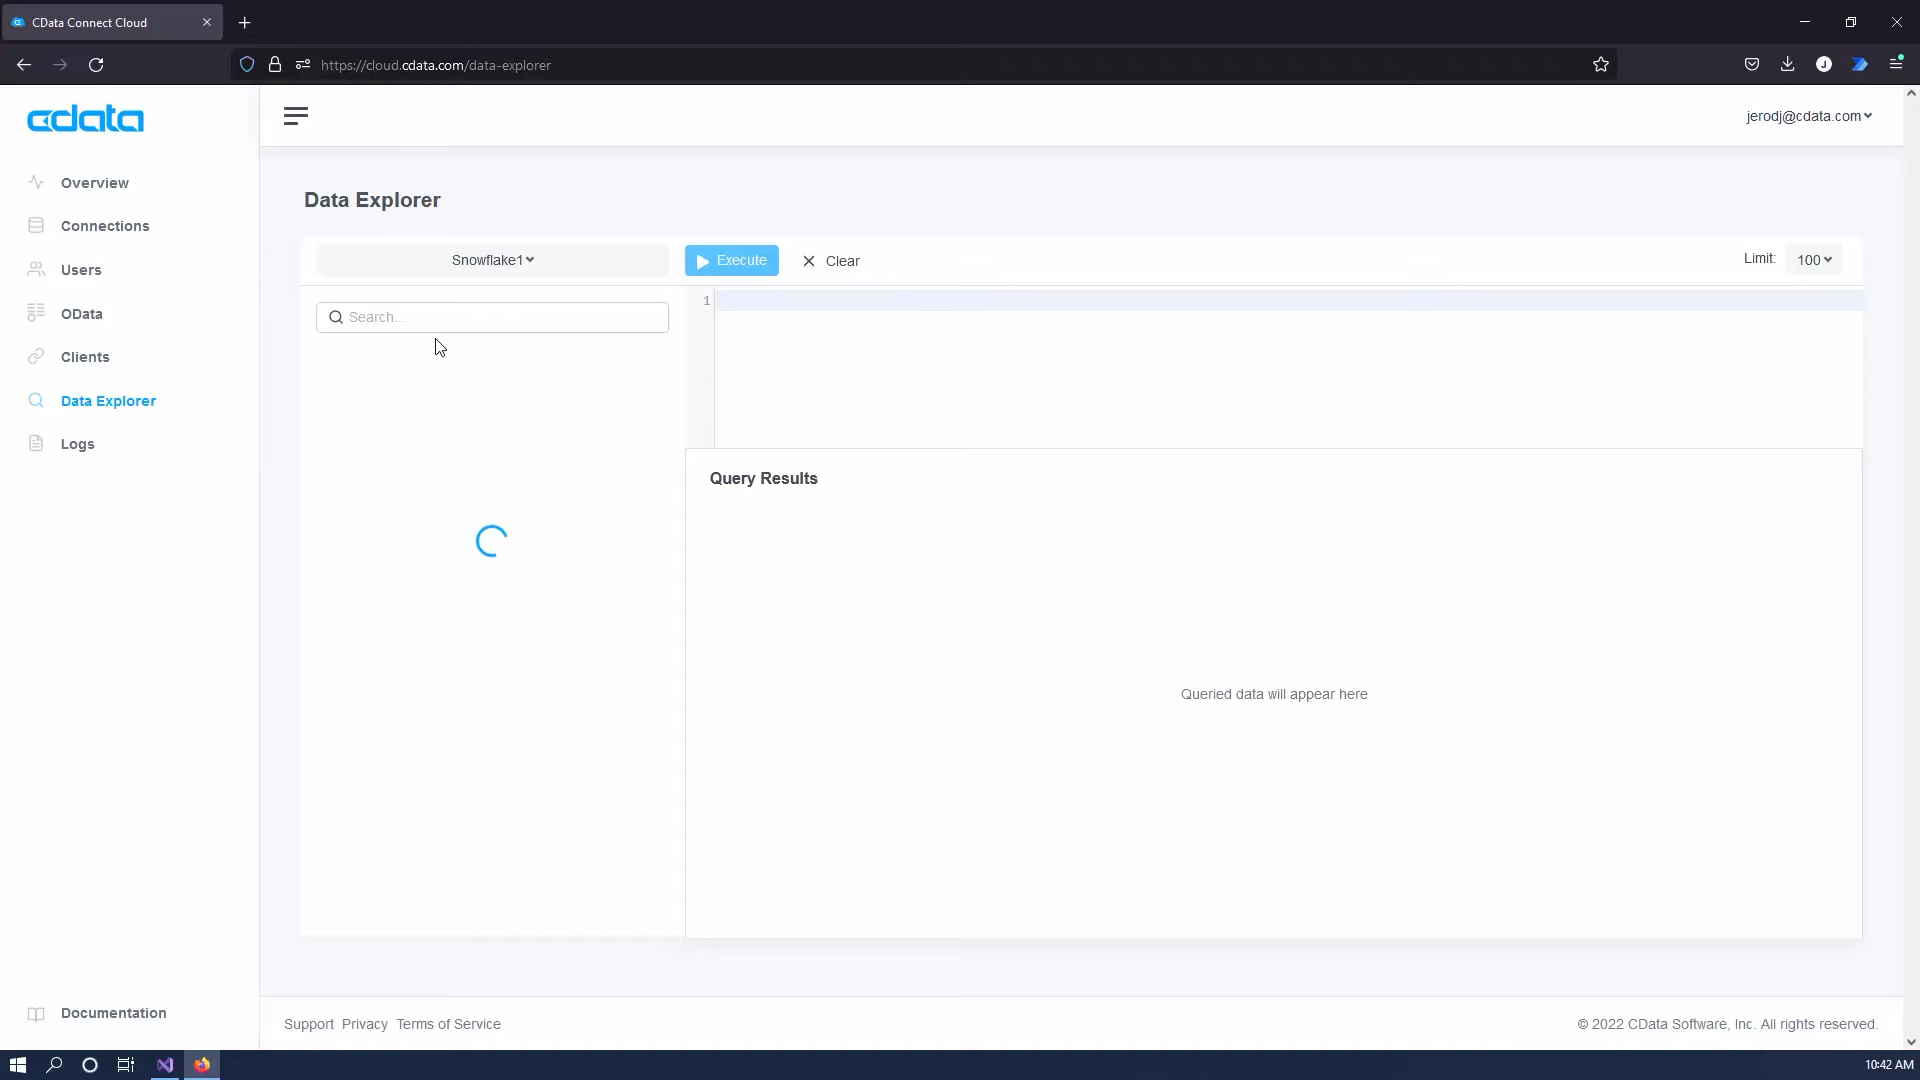 CData Connect Cloud
https://cloud.cdata.com/data-explorer
cdata
jerodj@cdata.com
Overview
Connections
Users
OData
Clients
Data Explorer
Logs
Documentation
Data Explorer
Snowflake1
Execute
Clear
Limit:
100
Search...
1
Query Results
Queried data will appear here
Support Privacy Terms of Service
© 2022 CData Software, Inc. All rights reserved.
J
10:42 AM